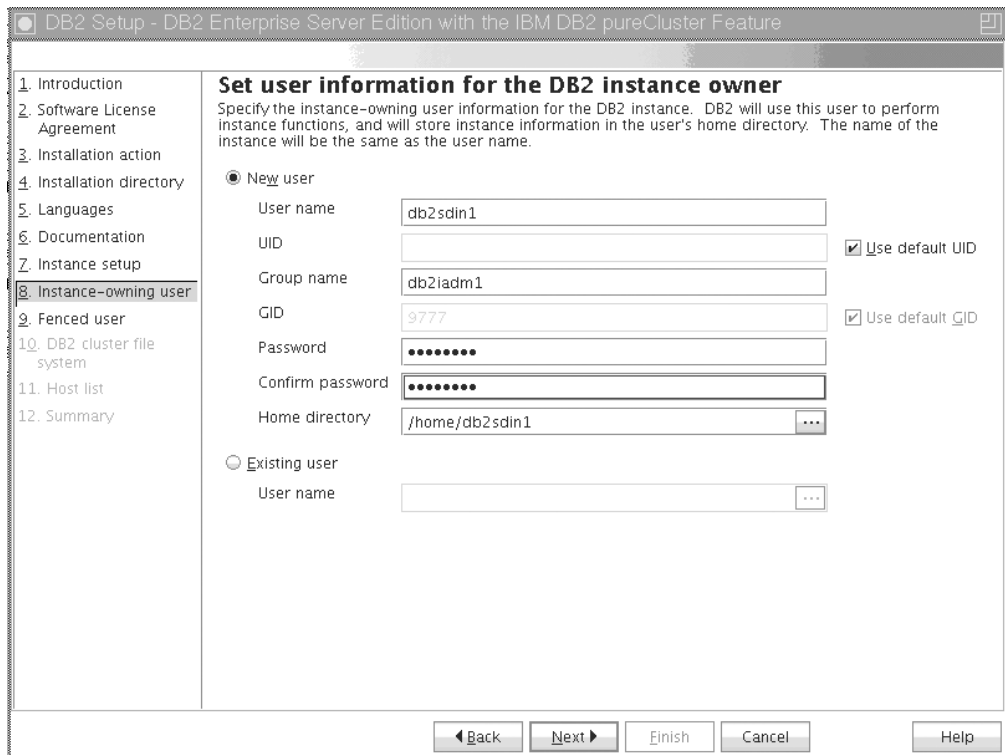 DB2 Setup - DB2 Enterprise Server Edition with the IBM DB2 pureCluster Feature
1. Introduction
2. Software License
Agreement
3. Installation action
4. Installation directory
5. Languages
6. Documentation
7. Instance setup
8. Instance-owning user
9. Fenced user
10. DB2 cluster file
system
11. Host list
12. Summary
Set user information for the DB2 instance owner
Specify the instance-owning user information for the DB2 instance. DB2 will use this user to perform
instance functions, and will store instance information in the user's home directory. The name of the
instance will be the same as the user name.
New user
User name db2sdin1
UID Use default UID
Group name db2iadm1
GID 9777 Use default GID
Password ••••••••
Confirm password ••••••••
Home directory /home/db2sdin1 ...
Existing user
User name ...
Back Next Finish Cancel Help